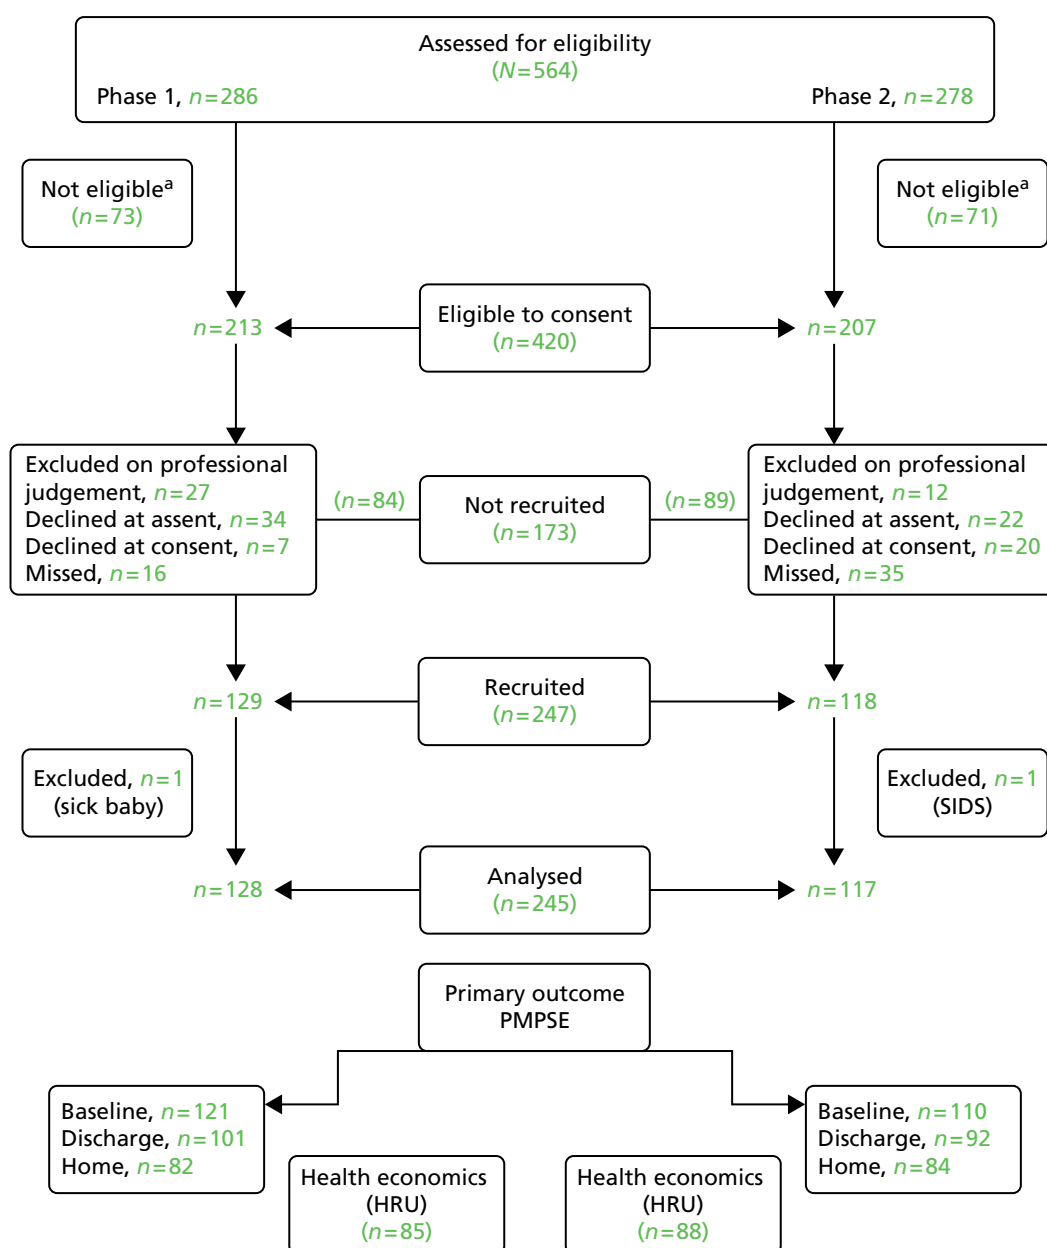 Assessed for eligibility
(N=564)
Phase 1, n=286
Phase 2, n=278
Not eligibleᵃ
(n=73)
Not eligibleᵃ
(n=71)
n=213
Eligible to consent
(n=420)
n=207
Excluded on professional
judgement, n=27
Declined at assent, n=34
Declined at consent, n=7
Missed, n=16
(n=84)
Not recruited
(n=173)
(n=89)
Excluded on professional
judgement, n=12
Declined at assent, n=22
Declined at consent, n=20
Missed, n=35
n=129
Recruited
(n=247)
n=118
Excluded, n=1
(sick baby)
Excluded, n=1
(SIDS)
n=128
Analysed
(n=245)
n=117
Primary outcome
PMPSE
Baseline, n=121
Discharge, n=101
Home, n=82
Baseline, n=110
Discharge, n=92
Home, n=84
Health economics
(HRU)
(n=85)
Health economics
(HRU)
(n=88)